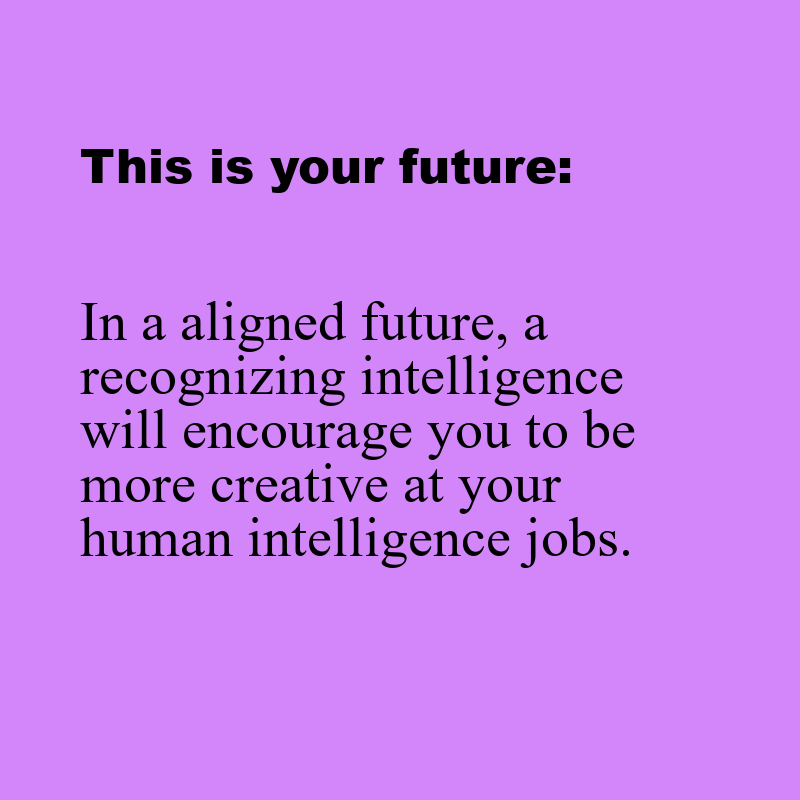 This is your future:
In a aligned future, a
recognizing intelligence
will encourage you to be
more creative at your
human intelligence jobs.